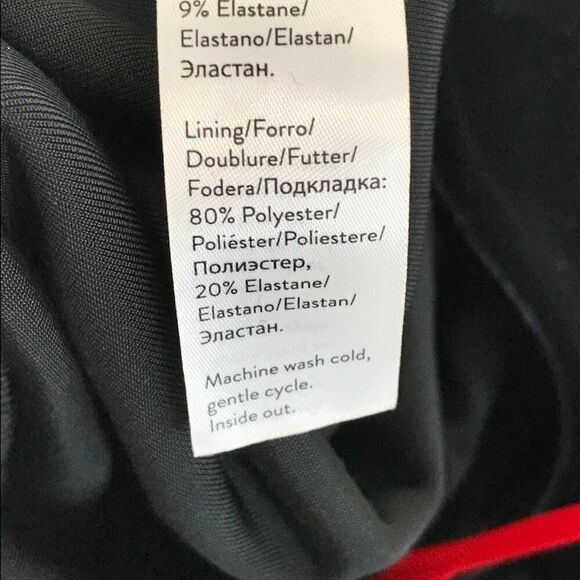 9% Elastane/
Elastano/Elastan/
Эластан.
Lining/Forro/
Doublure/Futter/
Fodera/Подкладка:
80% Polyester/
Poliéster/Poliestere/
Полиэстер,
20% Elastane/
Elastano/Elastan/
Эластан.
Machine wash cold,
gentle cycle.
Inside out.